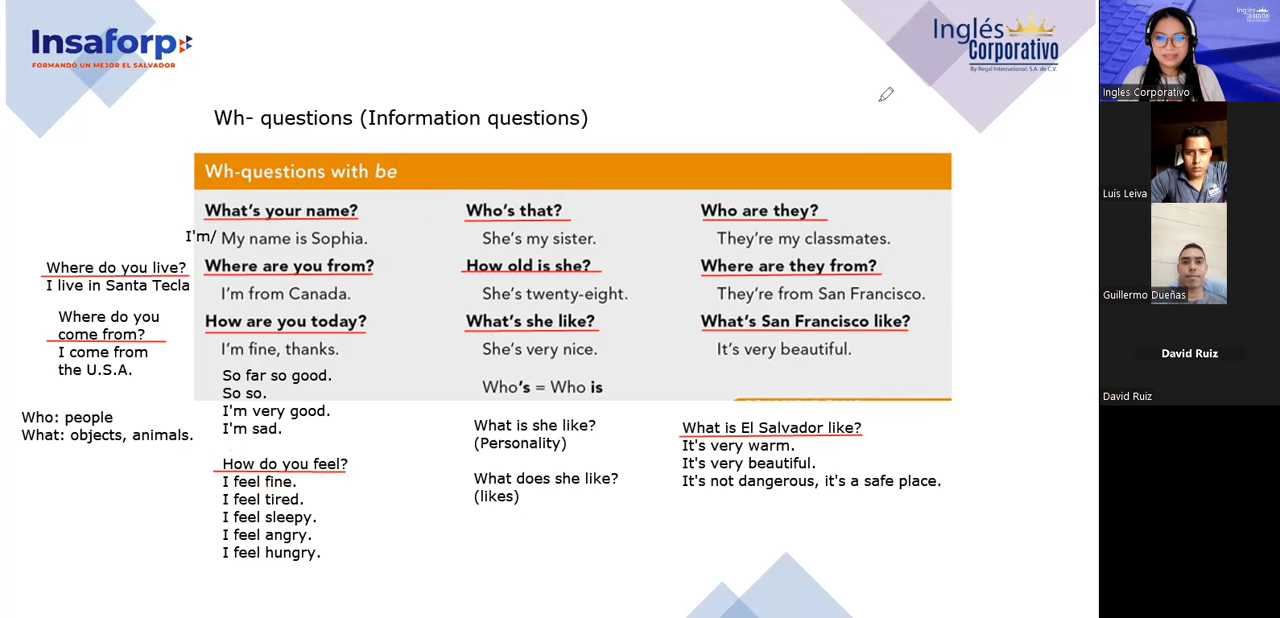 Insaforp
FORMANDO UN MEJOR EL SALVADOR
Inglés
Corporativo
By Regal International, S.A. de C.V.
Wh- questions (Information questions)
Wh-questions with be
What's your name?
I'm/ My name is Sophia.
Where are you from?
I'm from Canada.
How are you today?
I'm fine, thanks.
So far so good.
So so.
I'm very good.
I'm sad.
How do you feel?
I feel fine.
I feel tired.
I feel sleepy.
I feel angry.
I feel hungry.
Where do you live?
I live in Santa Tecla
Where do you
come from?
I come from
the U.S.A.
Who: people
What: objects, animals.
Who's that?
She's my sister.
How old is she?
She's twenty-eight.
What's she like?
She's very nice.
Who's = Who is
What is she like?
(Personality)
What does she like?
(likes)
Who are they?
They're my classmates.
Where are they from?
They're from San Francisco.
What's San Francisco like?
It's very beautiful.
What is El Salvador like?
It's very warm.
It's very beautiful.
It's not dangerous, it's a safe place.
Inglés
Ingles Corporativo
Luis Leiva
Guillermo Dueñas
David Ruiz
David Ruiz